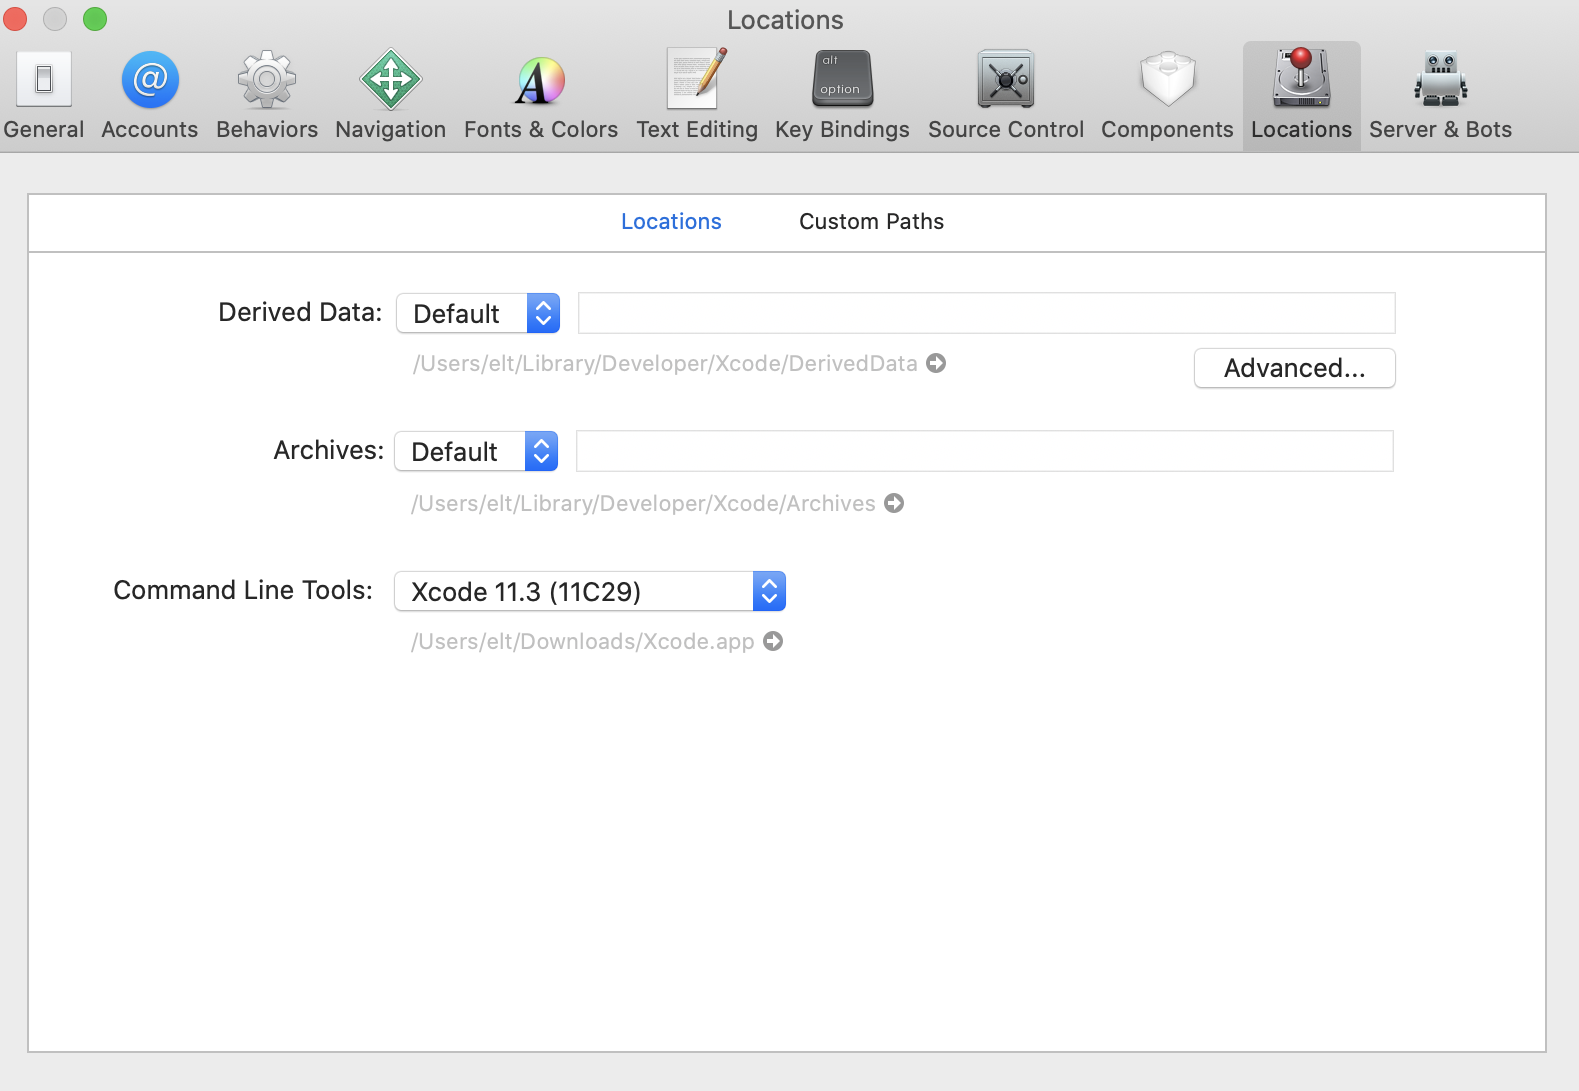 Locations
alt
option
General Accounts Behaviors Navigation Fonts & Colors Text Editing Key Bindings Source Control Components Locations Server & Bots
Locations Custom Paths
Derived Data: Default
/Users/elt/Library/Developer/Xcode/DerivedData
Advanced...
Archives: Default
/Users/elt/Library/Developer/Xcode/Archives
Command Line Tools: Xcode 11.3 (11C29)
/Users/elt/Downloads/Xcode.app